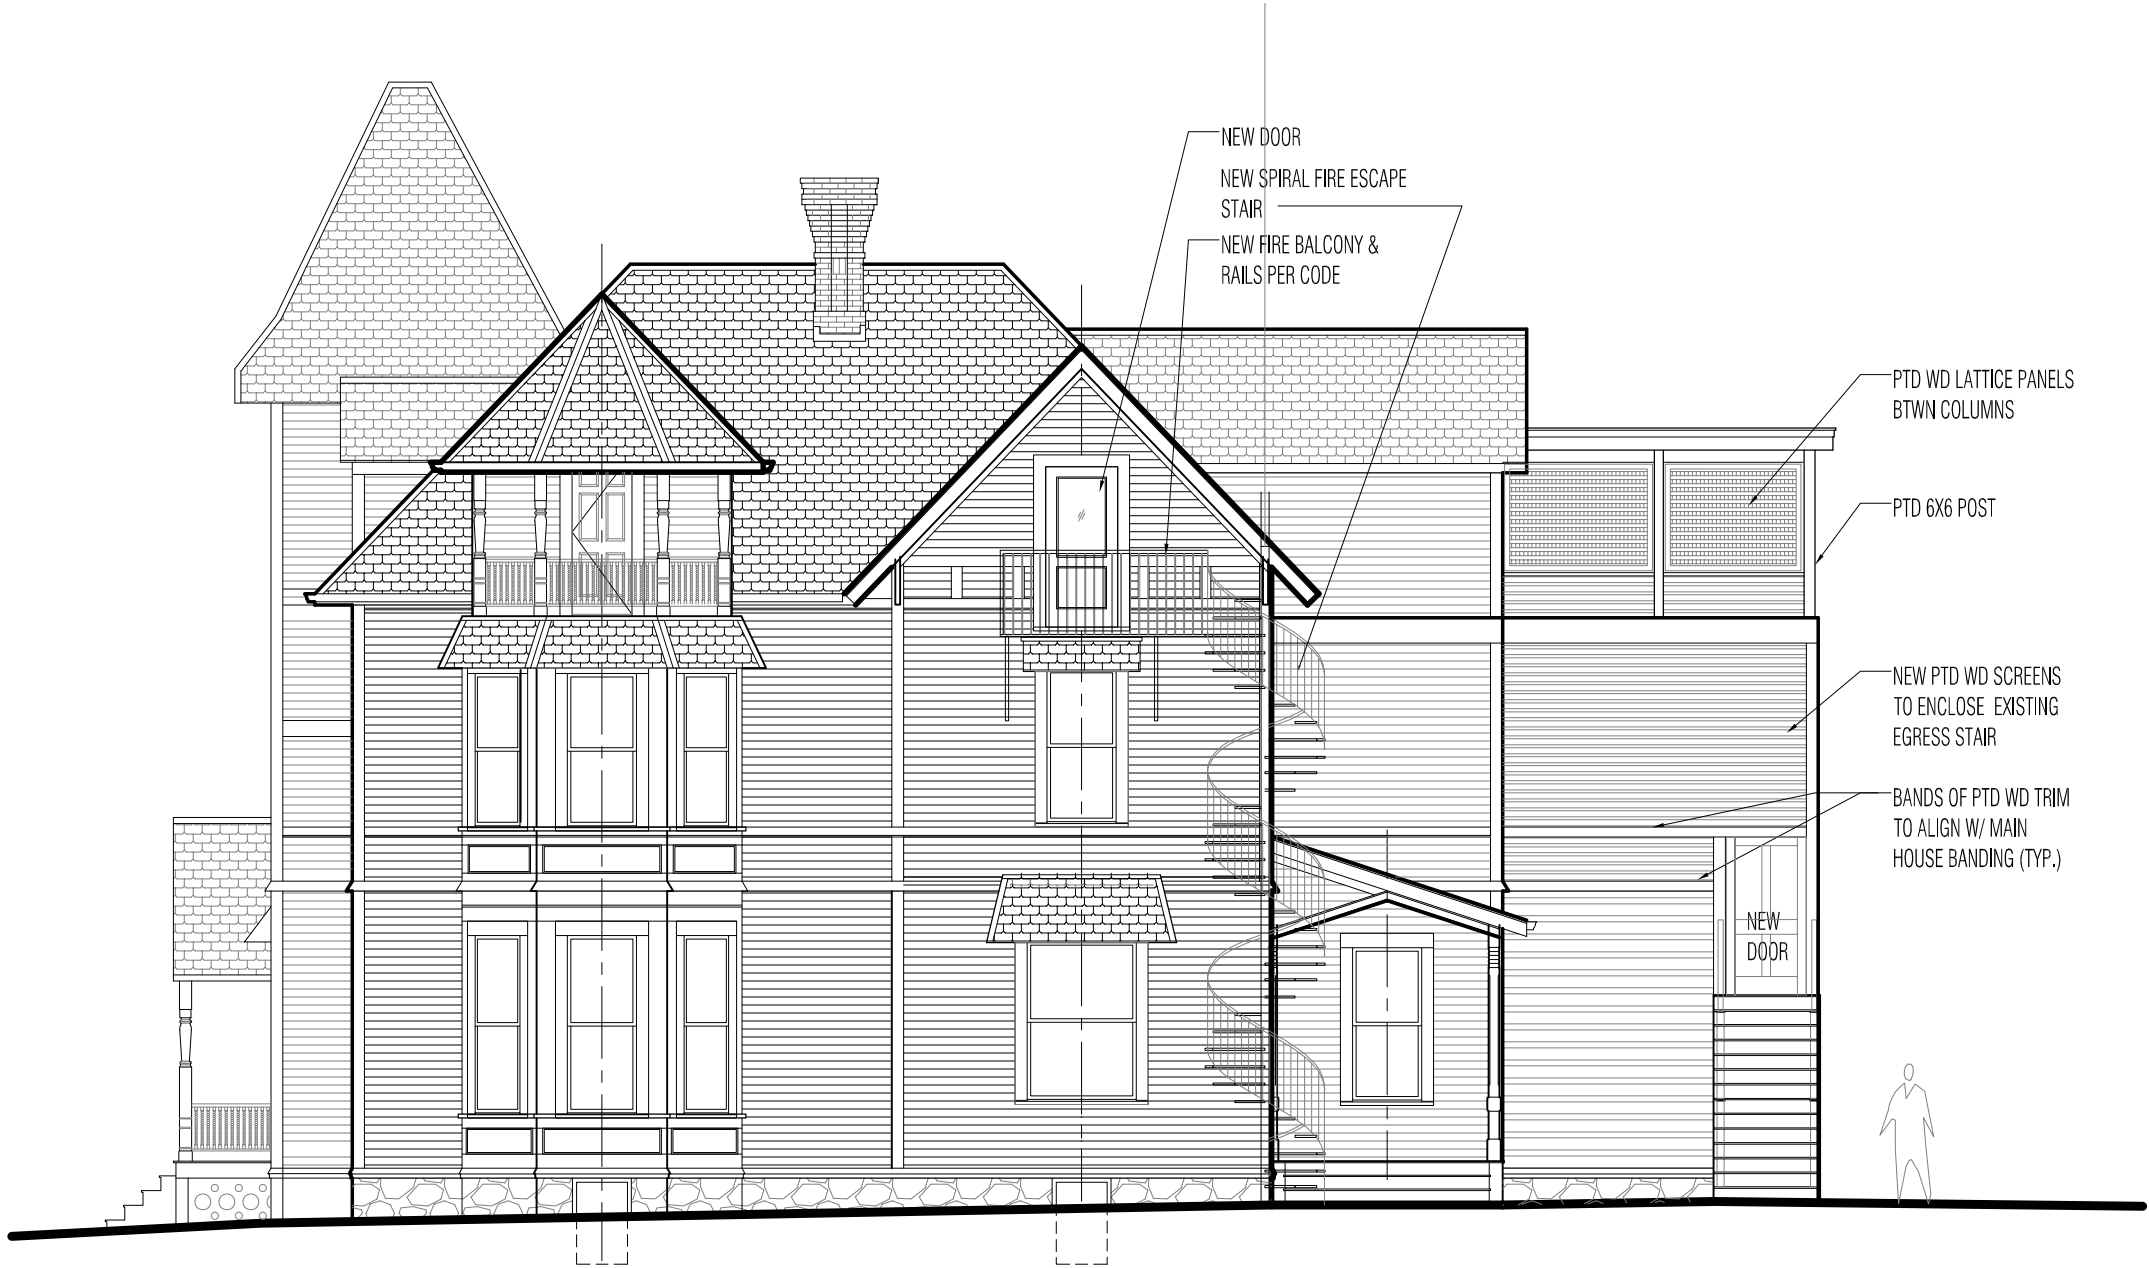 NEW DOOR
NEW SPIRAL FIRE ESCAPE
STAIR
NEW FIRE BALCONY &
RAILS PER CODE
PTD WD LATTICE PANELS
BTWN COLUMNS
PTD 6X6 POST
NEW PTD WD SCREENS
TO ENCLOSE EXISTING
EGRESS STAIR
BANDS OF PTD WD TRIM
TO ALIGN W/ MAIN
HOUSE BANDING (TYP.)
NEW
DOOR